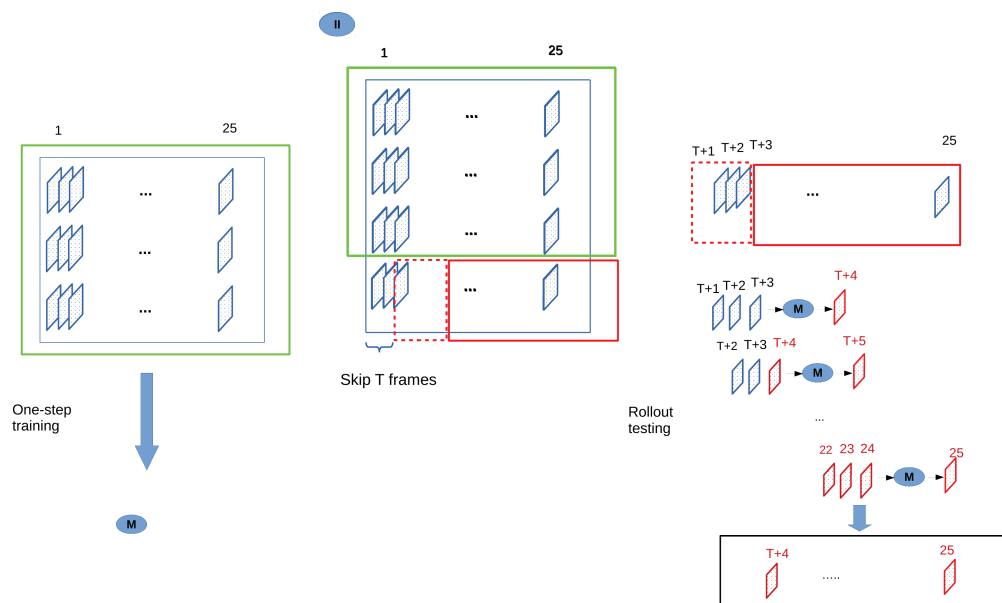 II
1 25
1 25
...
...
...
...
Skip T frames
...
...
...
One-step
training
M
T+1 T+2 T+3 25
...
T+1 T+2 T+3 M T+4
T+2 T+3 T+4 M T+5
...
Rollout
testing
22 23 24 M 25
T+4 25
.....